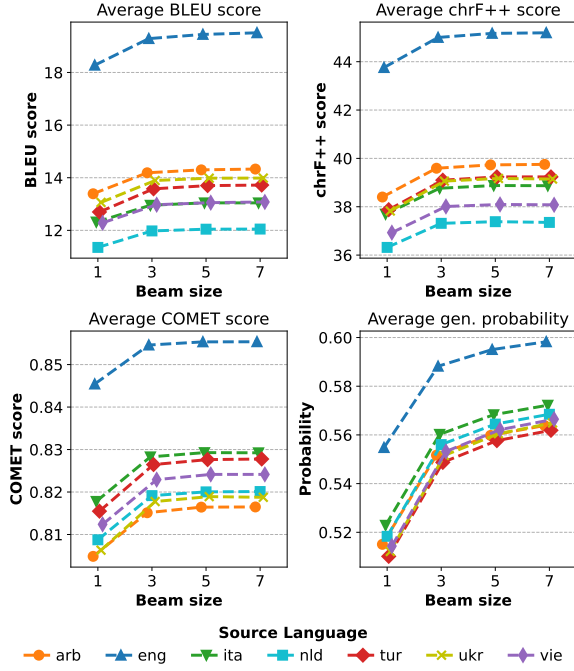 Average BLEU score
18
16
14
12
BLEU score
1 3 5 7
Beam size
Average chrF++ score
44
42
40
38
36
chrF++ score
1 3 5 7
Beam size
Average COMET score
0.85
0.84
0.83
0.82
0.81
COMET score
1 3 5 7
Beam size
Average gen. probability
0.60
0.58
0.56
0.54
0.52
Probability
1 3 5 7
Beam size
Source Language
arb eng ita nld tur ukr vie